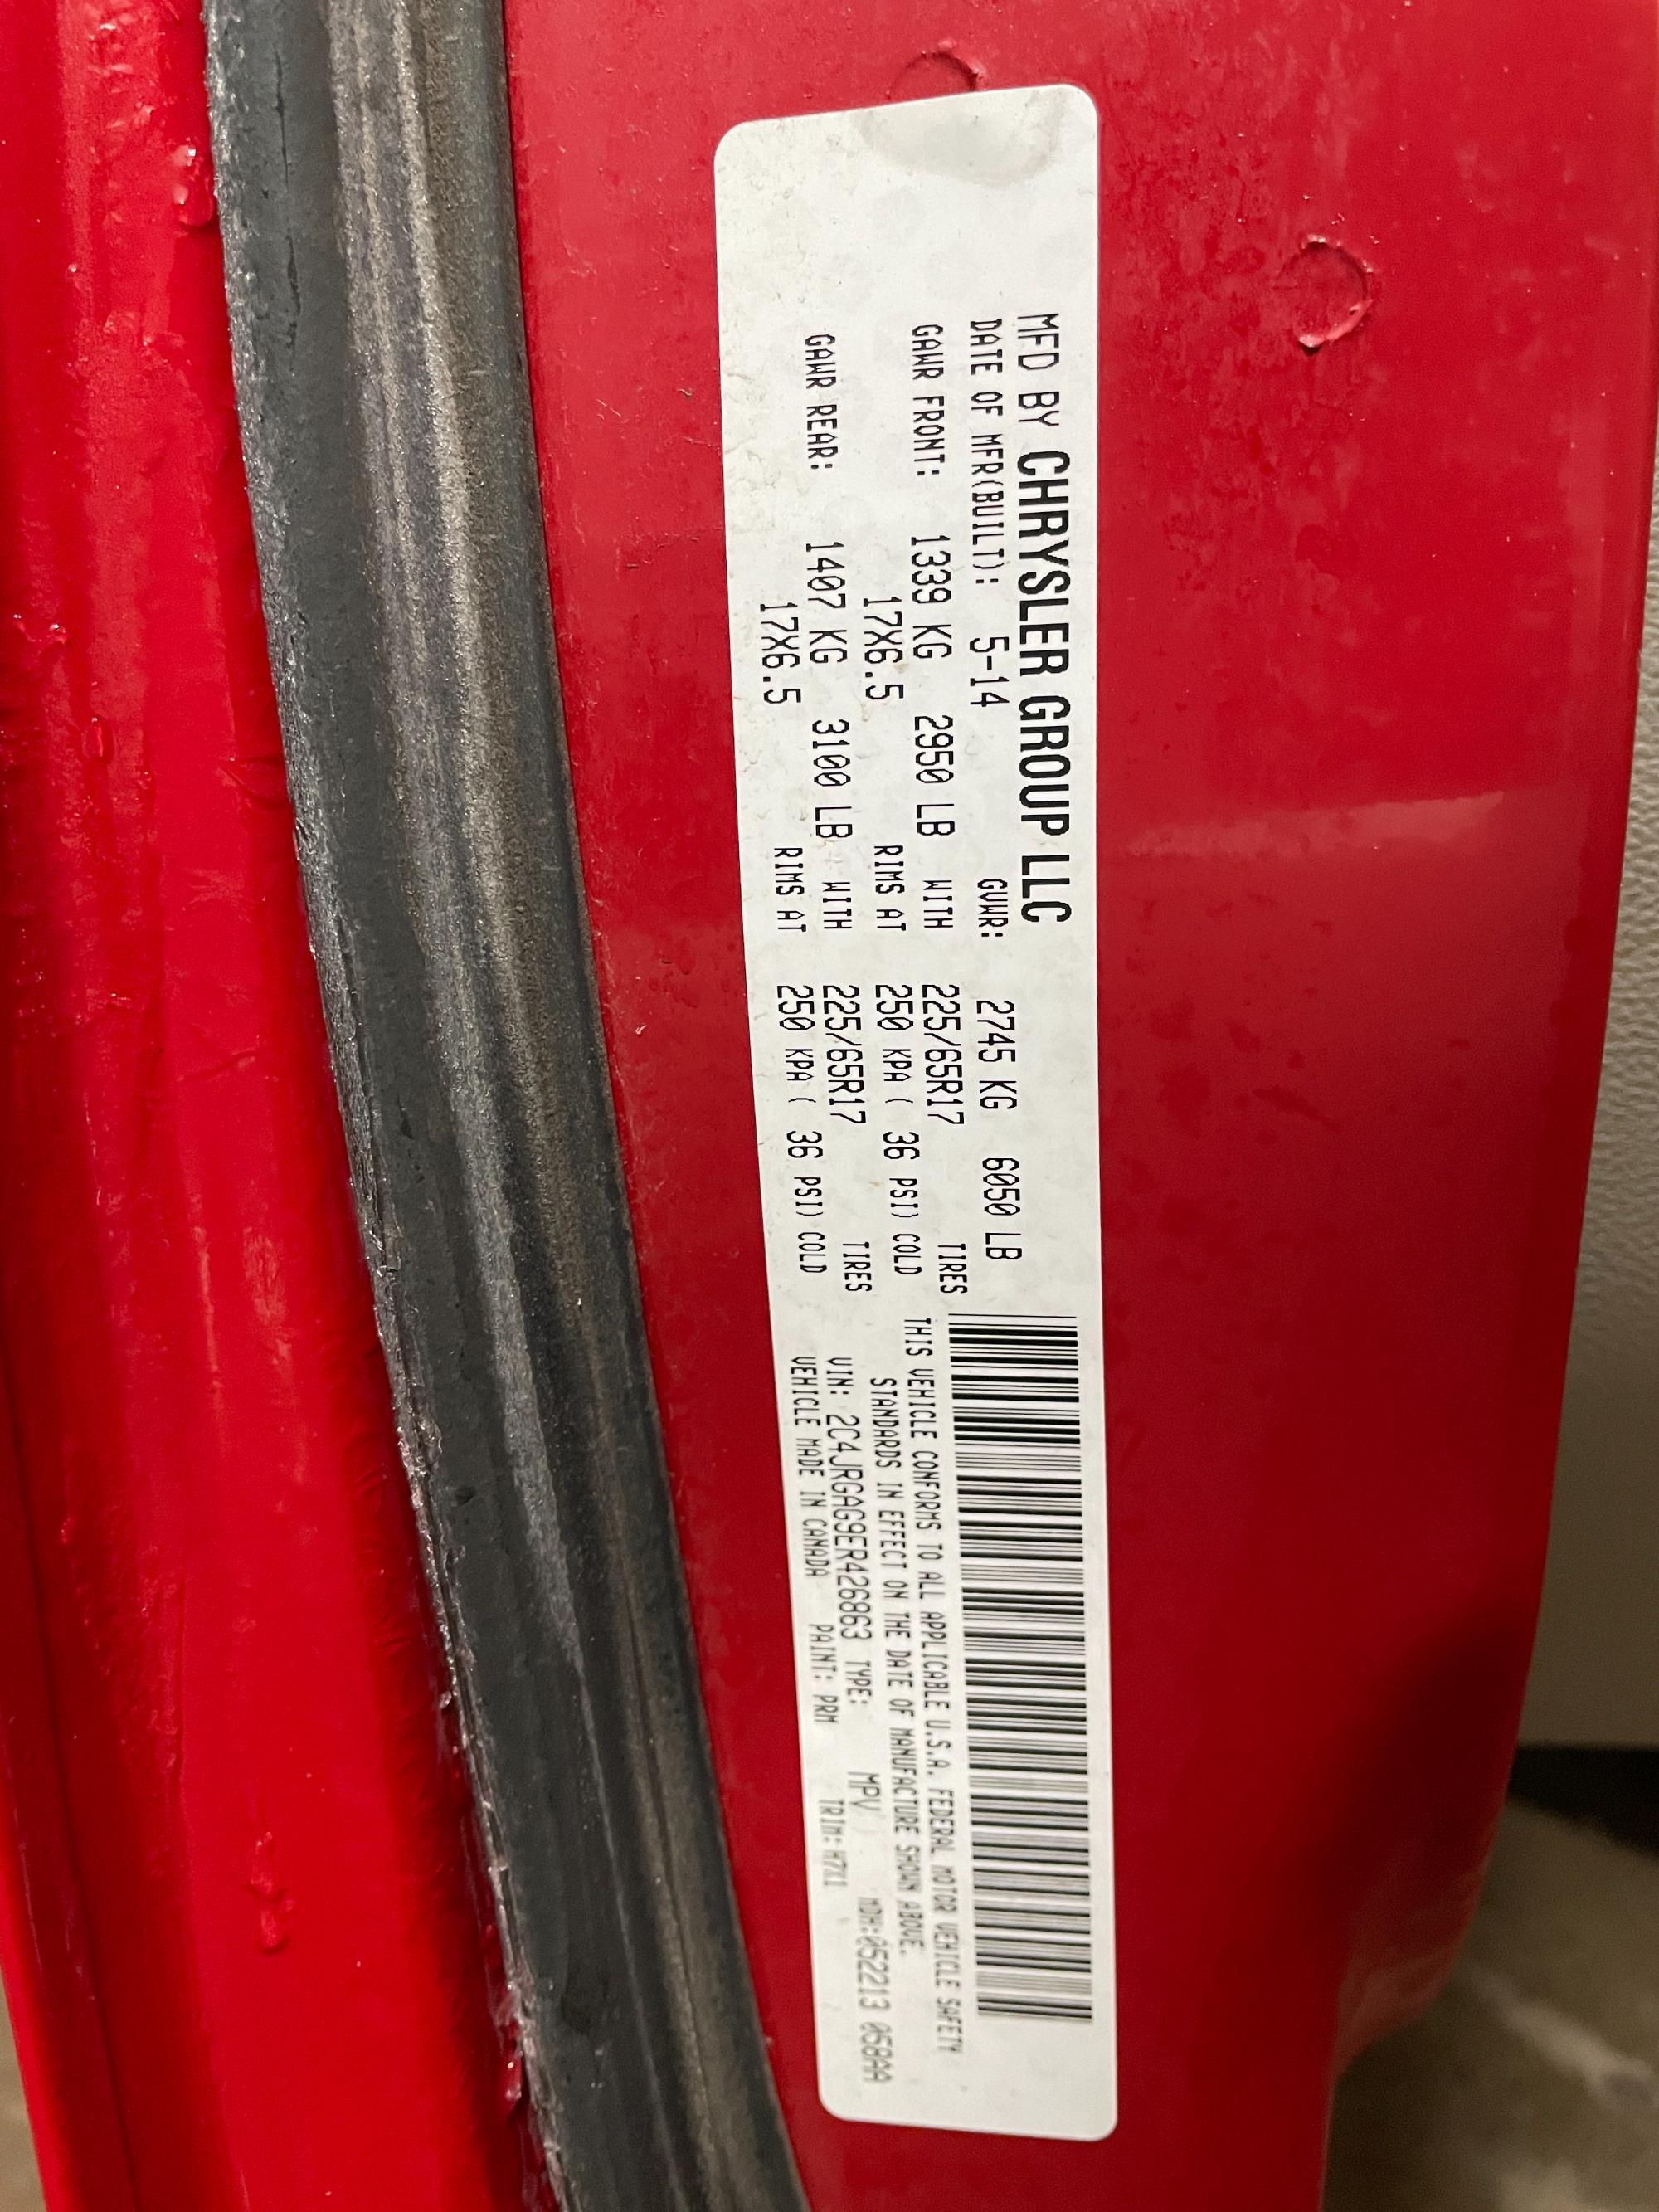 MFD BY CHRYSLER GROUP LLC
DATE OF MFR(BUILT): 5-14 GVWR: 2745 KG 6050 LB
GAWR FRONT: 1339 KG 2950 LB WITH 225/65R17 TIRES
17X6.5 RIMS AT 250 KPA ( 36 PSI) COLD
GAWR REAR: 1407 KG 3100 LB WITH 225/65R17 TIRES
17X6.5 RIMS AT 250 KPA ( 36 PSI) COLD
THIS VEHICLE CONFORMS TO ALL APPLICABLE U.S.A. FEDERAL MOTOR VEHICLE SAFETY
STANDARDS IN EFFECT ON THE DATE OF MANUFACTURE SHOWN ABOVE.
VIN: 2C4JRGAG9ER426863 TYPE: MPV MDH:052213 058AA
VEHICLE MADE IN CANADA PAINT: PRM TRIM: H7X1